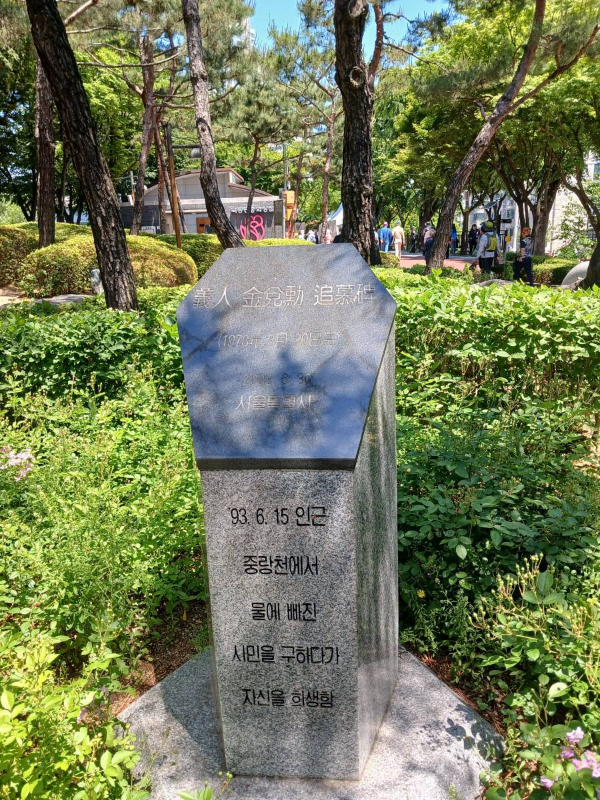 義人 金兌勳 追慕碑
서울특별시
93. 6. 15 인근
중랑천에서
물에 빠진
시민을 구하다가
자신을 희생함